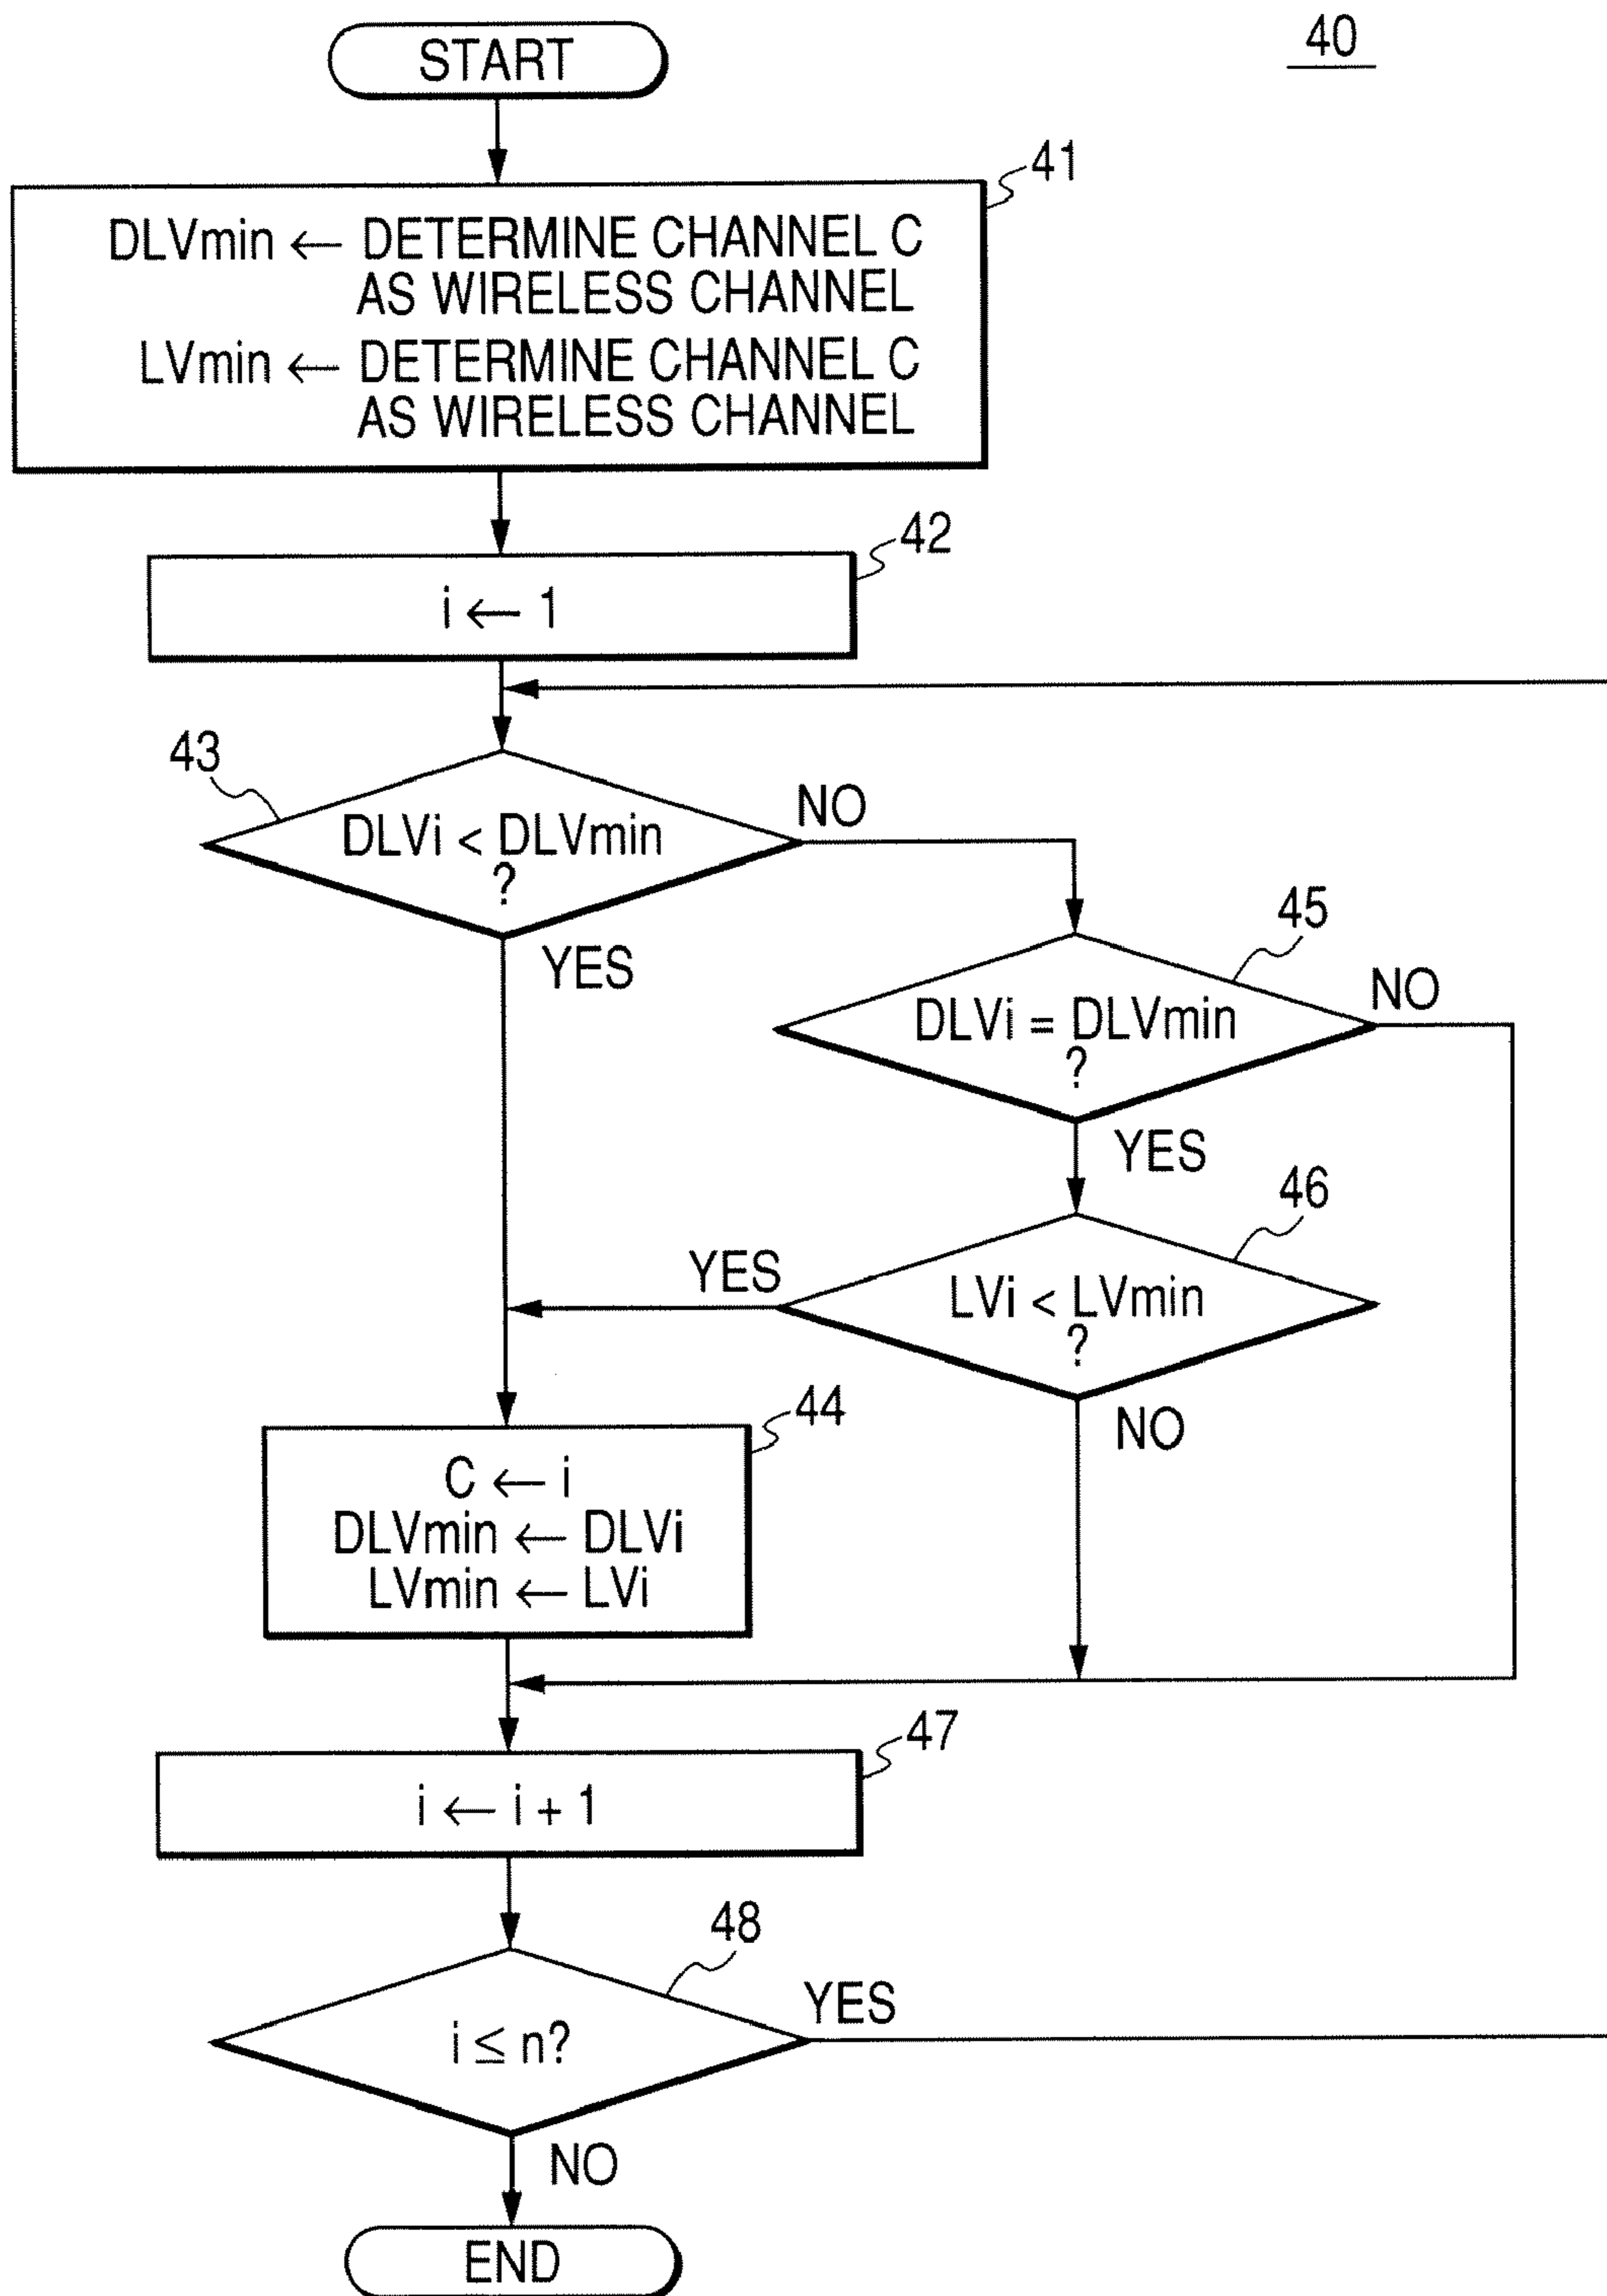 40
START
41
DLVmin ← DETERMINE CHANNEL C
AS WIRELESS CHANNEL
LVmin ← DETERMINE CHANNEL C
AS WIRELESS CHANNEL
42
i ← 1
43
DLVi < DLVmin
?
NO
YES
45
DLVi = DLVmin
?
NO
YES
46
LVi < LVmin
?
YES
NO
44
C ← i
DLVmin ← DLVi
LVmin ← LVi
47
i ← i + 1
48
i ≤ n?
YES
NO
END